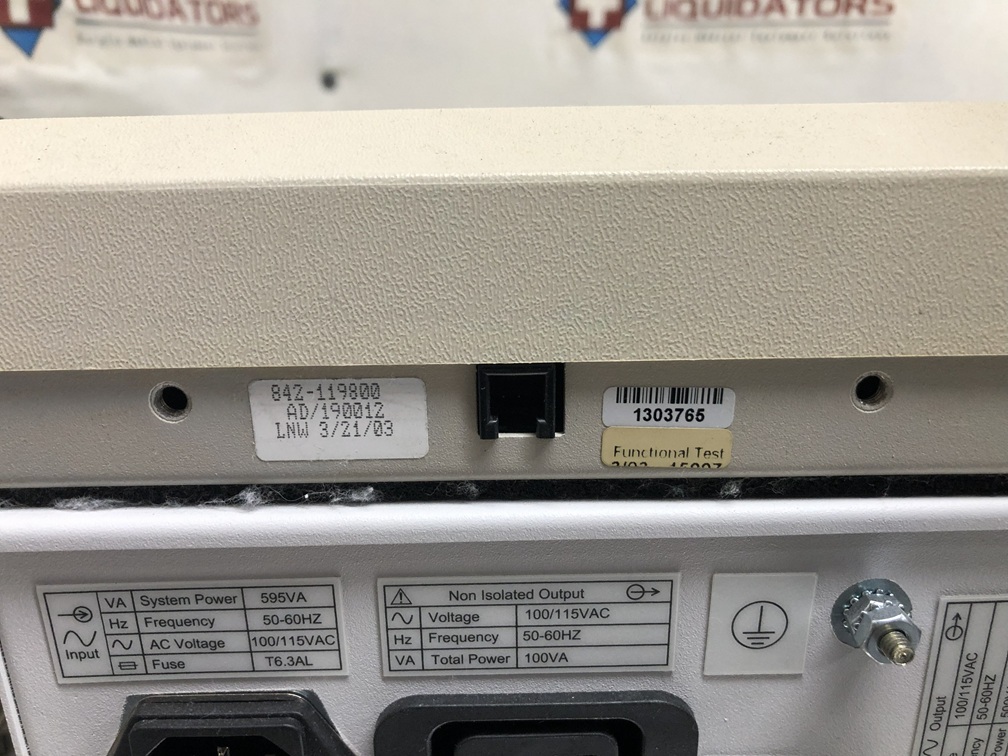 LIQUIDATORS
LIQUIDATORS
842-119800
AD/190012
LNW 3/21/03
1303765
Functional Test
VA System Power 595VA
Hz Frequency 50-60HZ
AC Voltage 100/115VAC
Fuse T6.3AL
Input
Non Isolated Output
Voltage 100/115VAC
Hz Frequency 50-60HZ
VA Total Power 100VA
Output
100/115VAC
50-60HZ